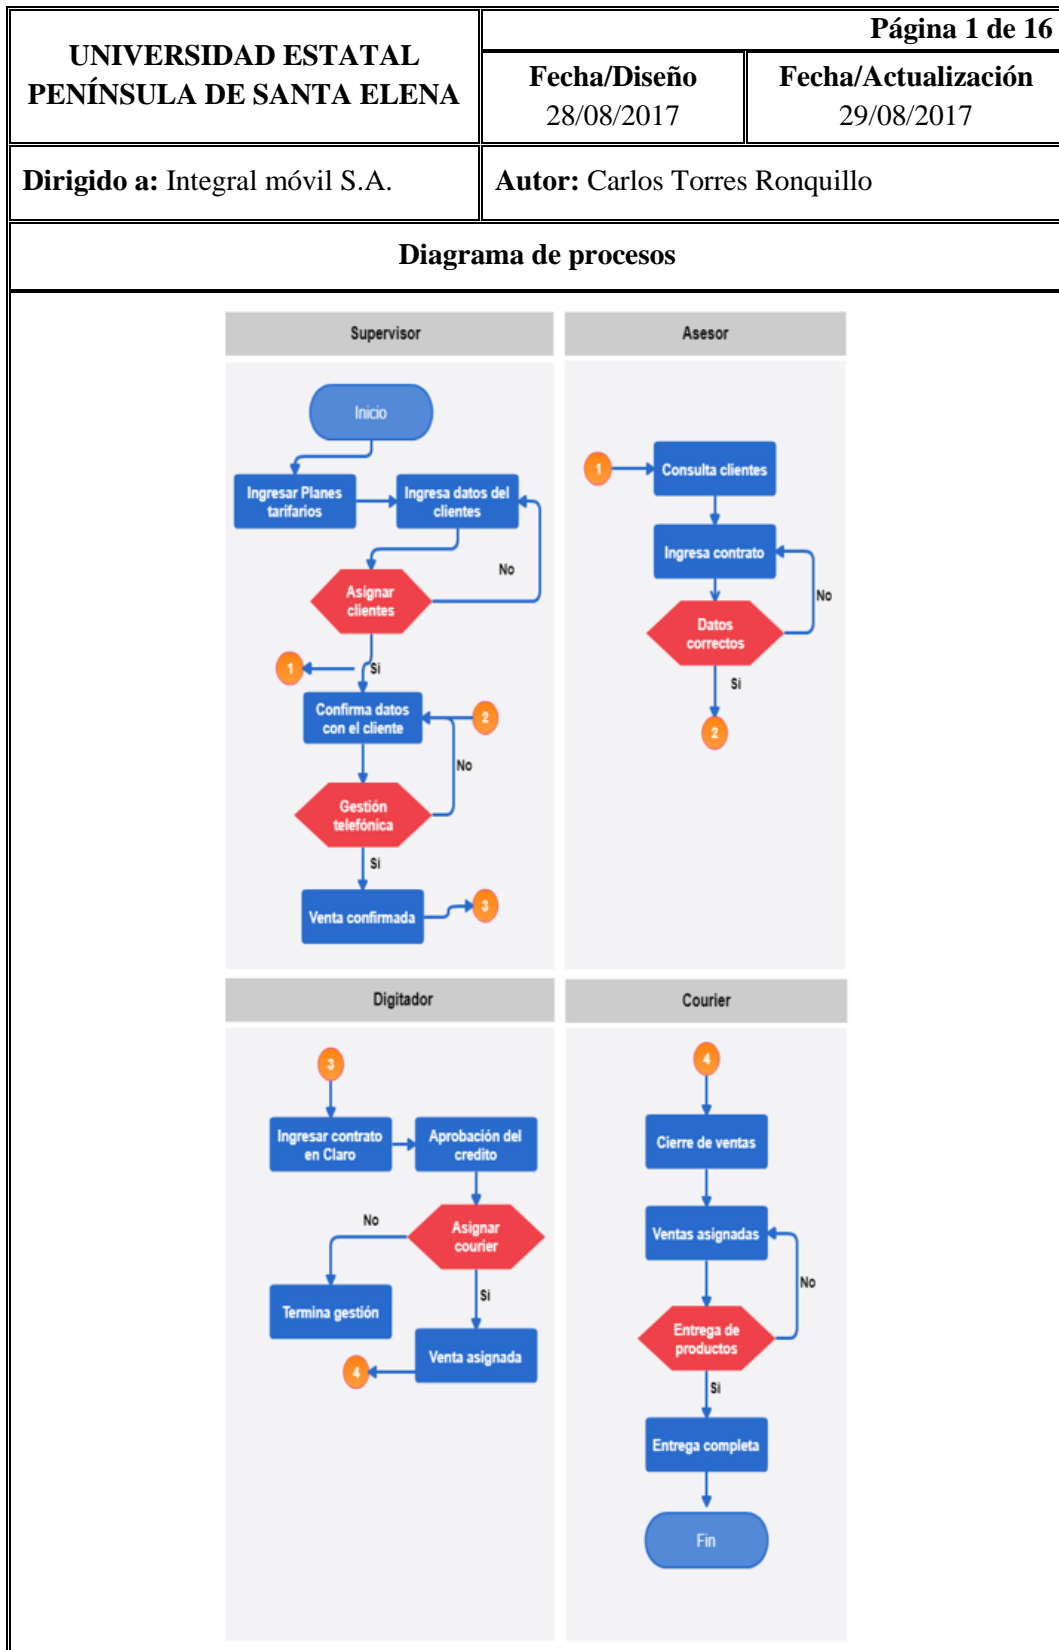 UNIVERSIDAD ESTATAL
PENÍNSULA DE SANTA ELENA
Página 1 de 16
Fecha/Diseño
28/08/2017
Fecha/Actualización
29/08/2017
Dirigido a: Integral móvil S.A.
Autor: Carlos Torres Ronquillo
Diagrama de procesos
Supervisor
Inicio
Ingresar Planes
tarifarios
Ingresa datos del
clientes
No
Asignar
clientes
Si
1
Confirma datos
con el cliente
2
No
Gestión
telefónica
Si
Venta confirmada
3
Asesor
1
Consulta clientes
Ingresa contrato
No
Datos
correctos
Si
2
Digitador
3
Ingresar contrato
en Claro
Aprobación del
credito
No
Asignar
courier
Si
Termina gestión
Venta asignada
4
Courier
4
Cierre de ventas
Ventas asignadas
No
Entrega de
productos
Si
Entrega completa
Fin